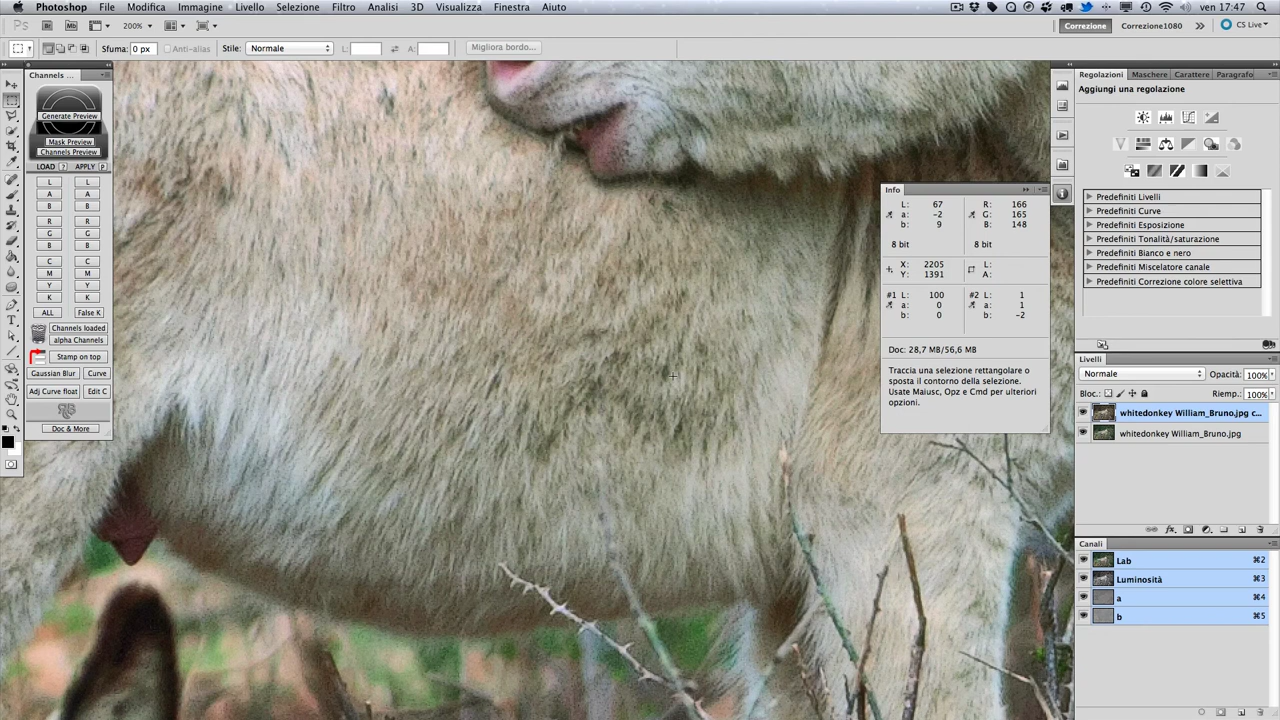 Photoshop File Modifica Immagine Livello Selezione Filtro Analisi 3D Visualizza Finestra Aiuto ven 17:47
Ps Br Mb 200% Correzione Correzione1080 >> CS Live
Sfuma: 0 px Anti-alias Stile: Normale L: A: Migliora bordo...
Channels ...
Generate Preview
Mask Preview
Channels Preview
LOAD ? APPLY P
L L
A A
B B
R R
G G
B B
C C
M M
Y Y
K K
ALL False K
Channels loaded
alpha Channels
Stamp on top
Gaussian Blur Curve
Adj Curve float Edit C
Doc & More
Info
L: 67 R: 166
a: -2 G: 165
b: 9 B: 148
8 bit 8 bit
X: 2205 L:
Y: 1391 A:
#1 L: 100 #2 L: 1
a: 0 a: 1
b: 0 b: -2
Doc: 28,7 MB/56,6 MB
Traccia una selezione rettangolare o
sposta il contorno della selezione.
Usate Maiusc, Opz e Cmd per ulteriori
opzioni.
Regolazioni Maschere Carattere Paragrafo
Aggiungi una regolazione
Predefiniti Livelli
Predefiniti Curve
Predefiniti Esposizione
Predefiniti Tonalità/saturazione
Predefiniti Bianco e nero
Predefiniti Miscelatore canale
Predefiniti Correzione colore selettiva
Livelli
Normale Opacità: 100%
Bloc.: Riemp.: 100%
whitedonkey William_Bruno.jpg c...
whitedonkey William_Bruno.jpg
Canali
Lab ⌘2
Luminosità ⌘3
a ⌘4
b ⌘5